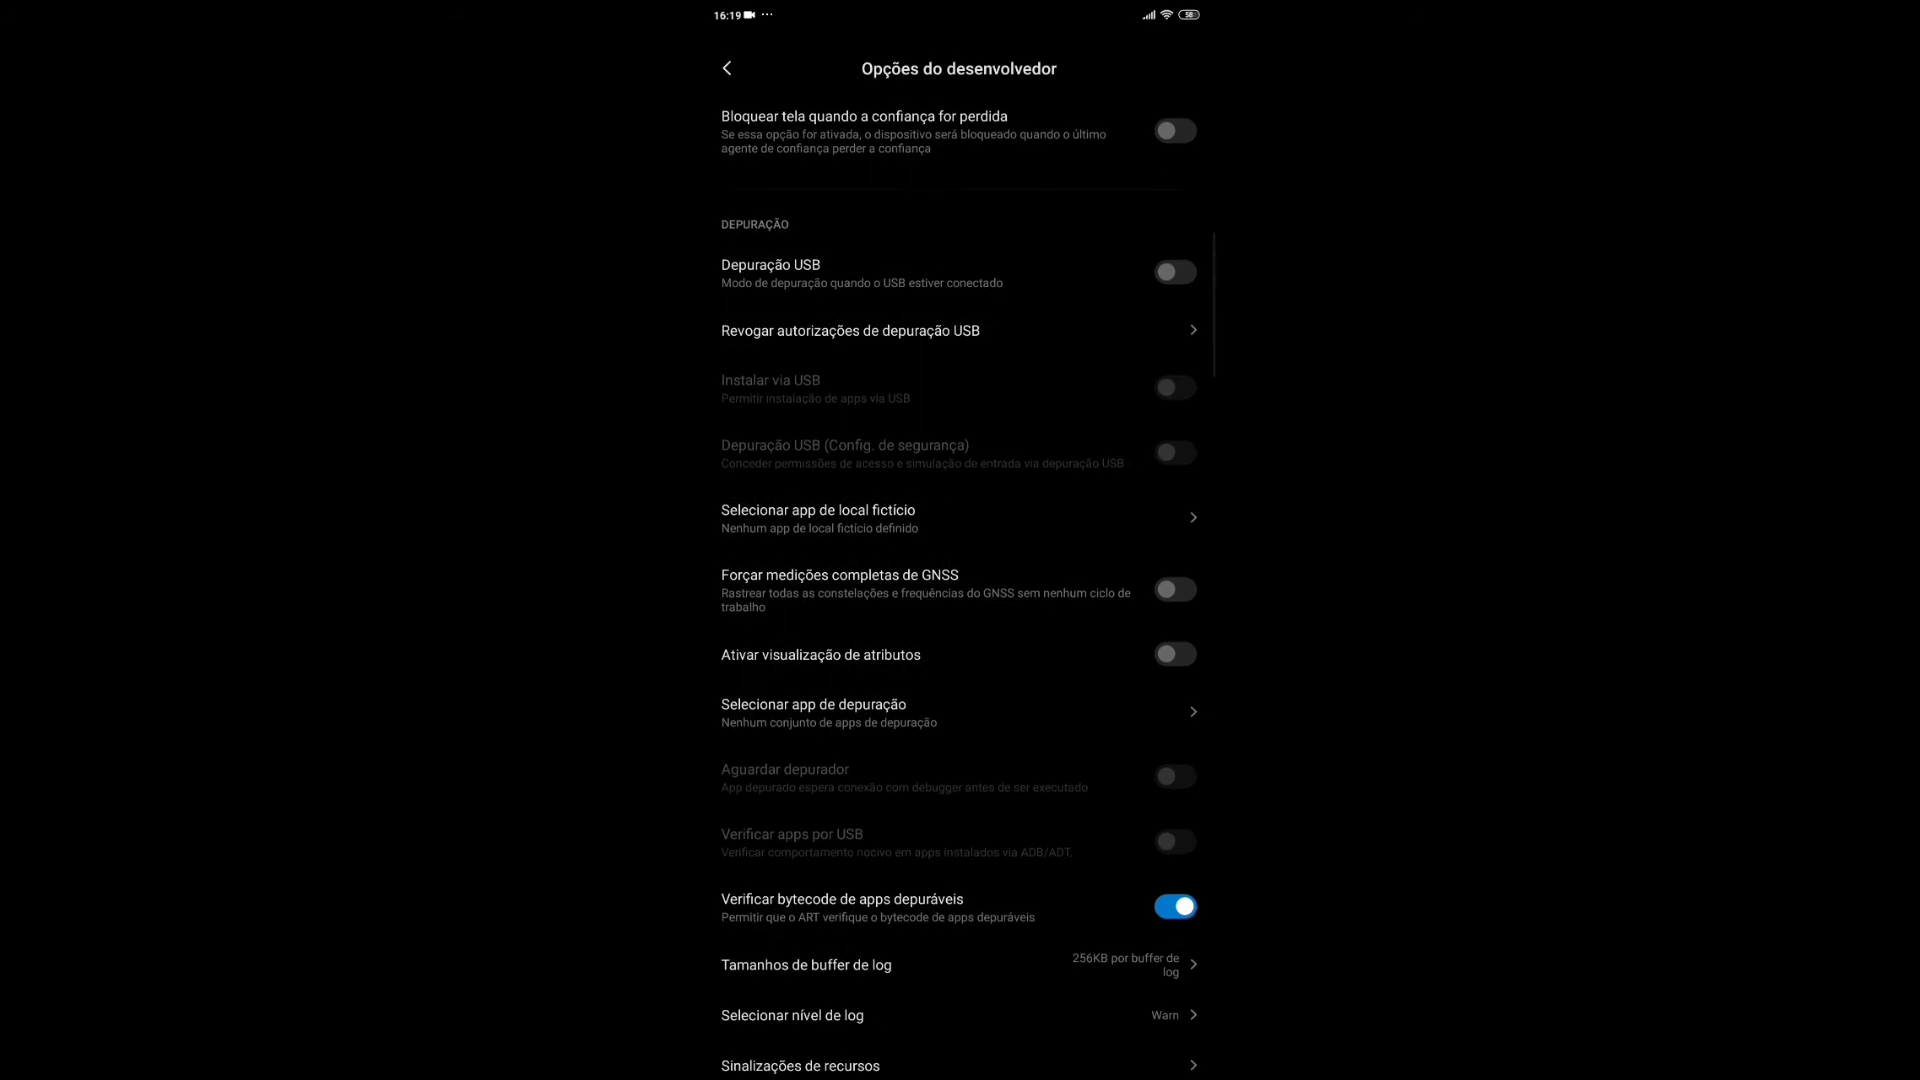 16:19
58
Opções do desenvolvedor
Bloquear tela quando a confiança for perdida
Se essa opção for ativada, o dispositivo será bloqueado quando o último
agente de confiança perder a confiança
DEPURAÇÃO
Depuração USB
Modo de depuração quando o USB estiver conectado
Revogar autorizações de depuração USB
Instalar via USB
Permitir instalação de apps via USB
Depuração USB (Config. de segurança)
Conceder permissões de acesso e simulação de entrada via depuração USB
Selecionar app de local fictício
Nenhum app de local fictício definido
Forçar medições completas de GNSS
Rastrear todas as constelações e frequências do GNSS sem nenhum ciclo de
trabalho
Ativar visualização de atributos
Selecionar app de depuração
Nenhum conjunto de apps de depuração
Aguardar depurador
App depurado espera conexão com debugger antes de ser executado
Verificar apps por USB
Verificar comportamento nocivo em apps instalados via ADB/ADT.
Verificar bytecode de apps depuráveis
Permitir que o ART verifique o bytecode de apps depuráveis
Tamanhos de buffer de log
256KB por buffer de
log
Selecionar nível de log
Warn
Sinalizações de recursos